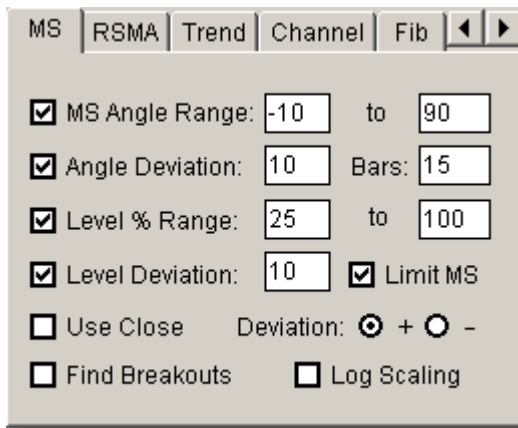 MS RSMA Trend Channel Fib
MS Angle Range: -10 to 90
Angle Deviation: 10 Bars: 15
Level % Range: 25 to 100
Level Deviation: 10 Limit MS
Use Close Deviation: + -
Find Breakouts Log Scaling